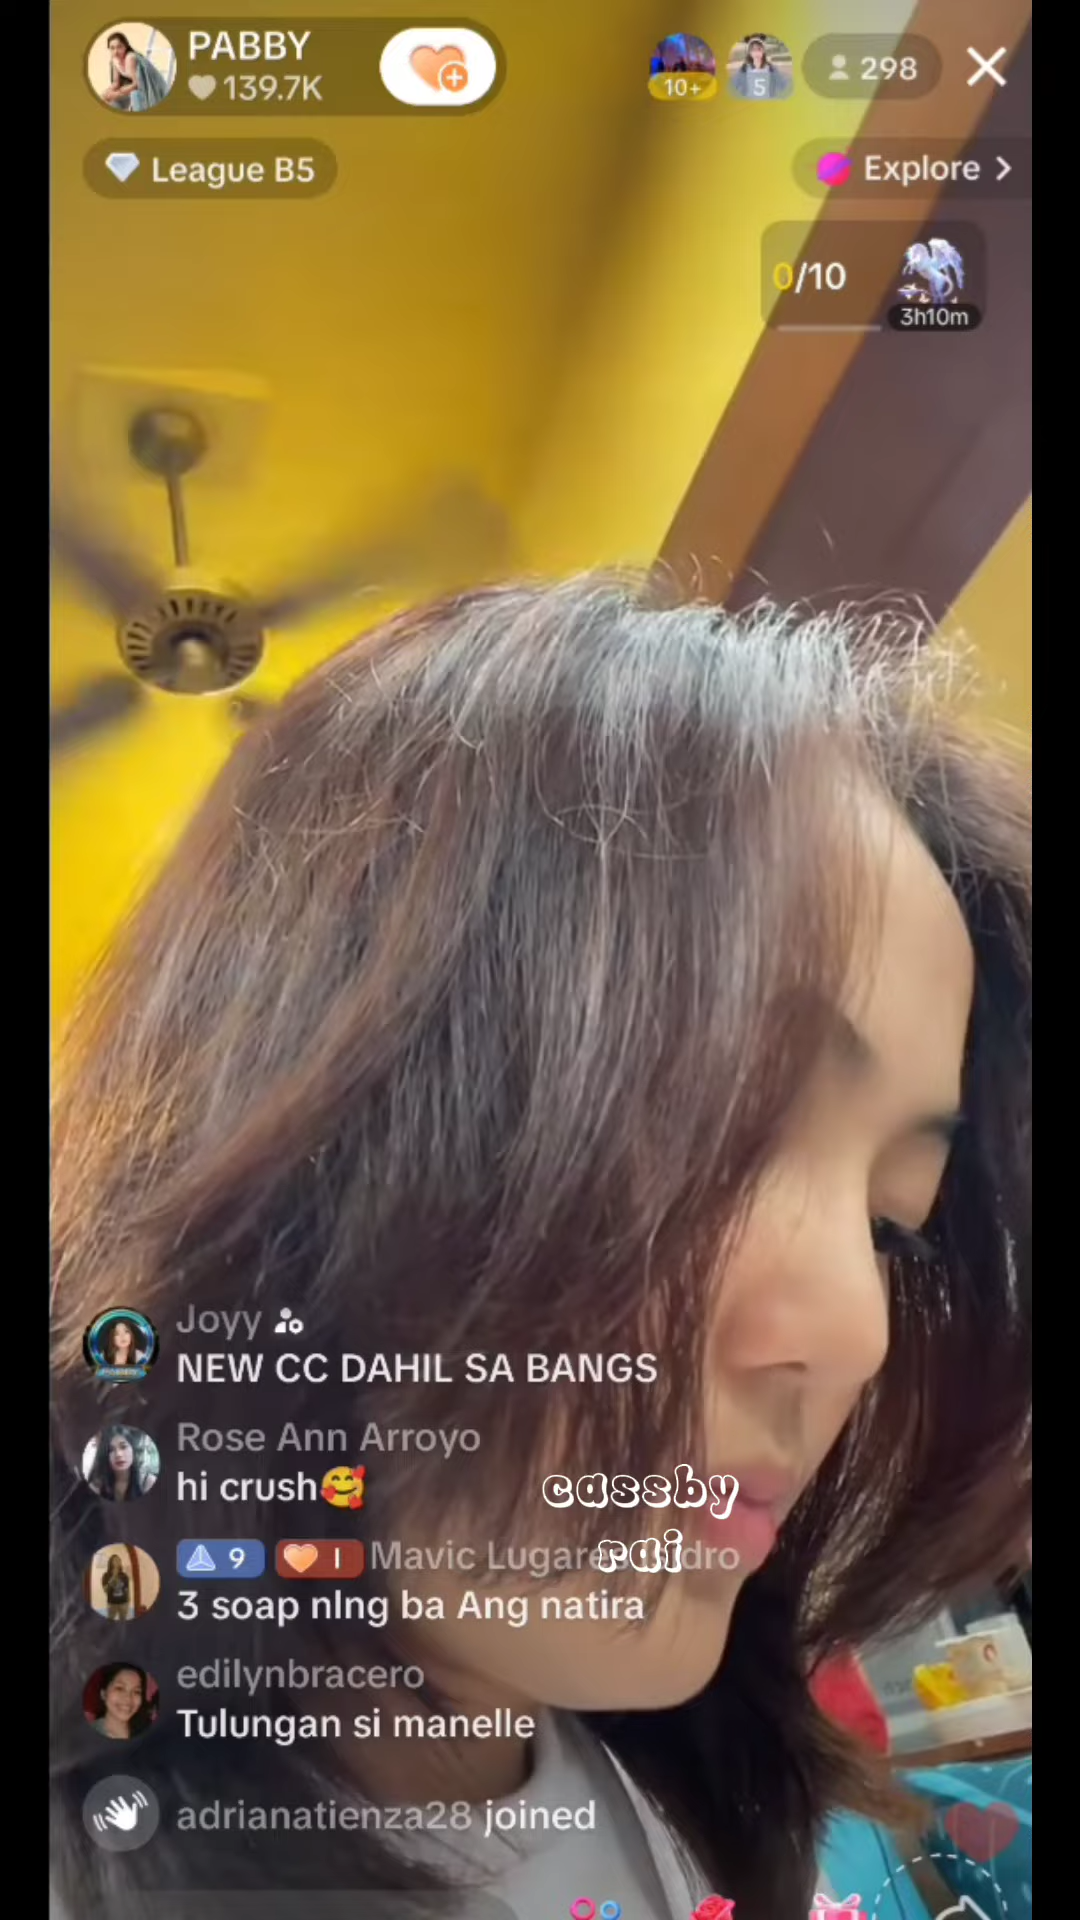 PABBY
139.7K
10+
5
298
League B5
Explore
0/10
3h10m
Joyy
NEW CC DAHIL SA BANGS
Rose Ann Arroyo
hi crush🥰
cassby
rai
9 I Mavic Lugares
3 soap nlng ba Ang natira
edilynbracero
Tulungan si manelle
adrianatienza28 joined